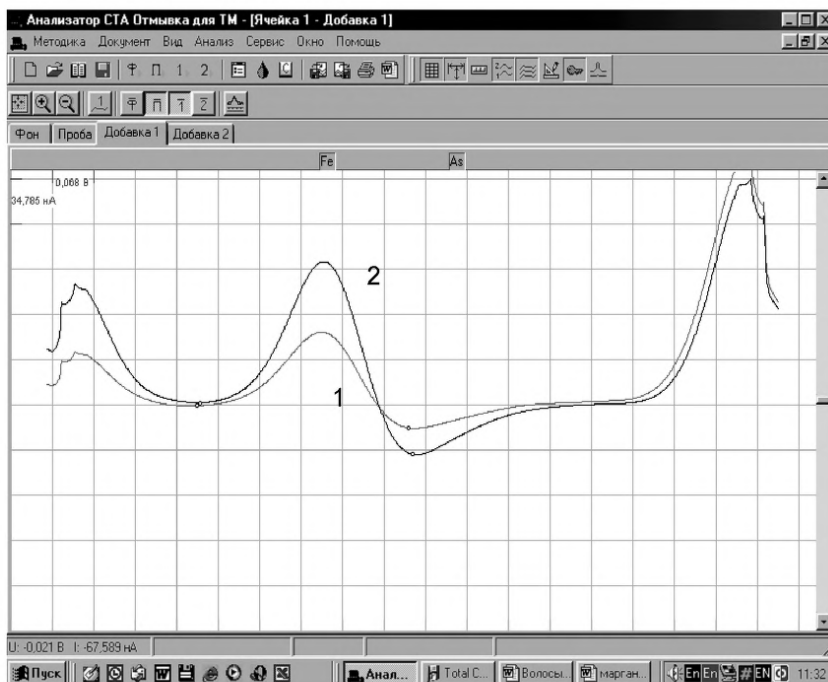 Анализатор СТА Отмывка для ТМ - [Ячейка 1 - Добавка 1]
Методика Документ Вид Анализ Сервис Окно Помощь
Фон Проба Добавка 1 Добавка 2
Fe As
0,068 В
34,785 нА
2
1
U: -0,021 В I: -67,589 нА
Пуск Анал... Total C... Волосы... марган... En En # EN 11:32